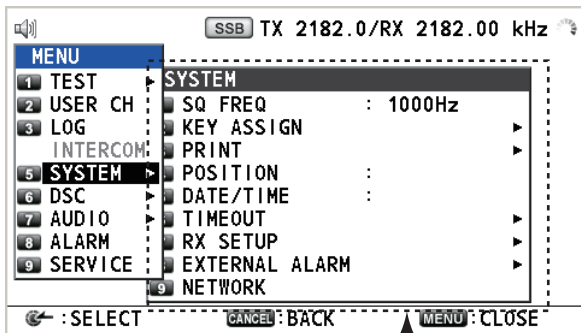 SSB TX 2182.0/RX 2182.00 kHz
MENU
1 TEST
2 USER CH
3 LOG
INTERCOM
5 SYSTEM
6 DSC
7 AUDIO
8 ALARM
9 SERVICE
SYSTEM
SQ FREQ : 1000Hz
KEY ASSIGN
PRINT
POSITION :
DATE/TIME :
TIMEOUT
RX SETUP
EXTERNAL ALARM
9 NETWORK
:SELECT
CANCEL :BACK
MENU :CLOSE